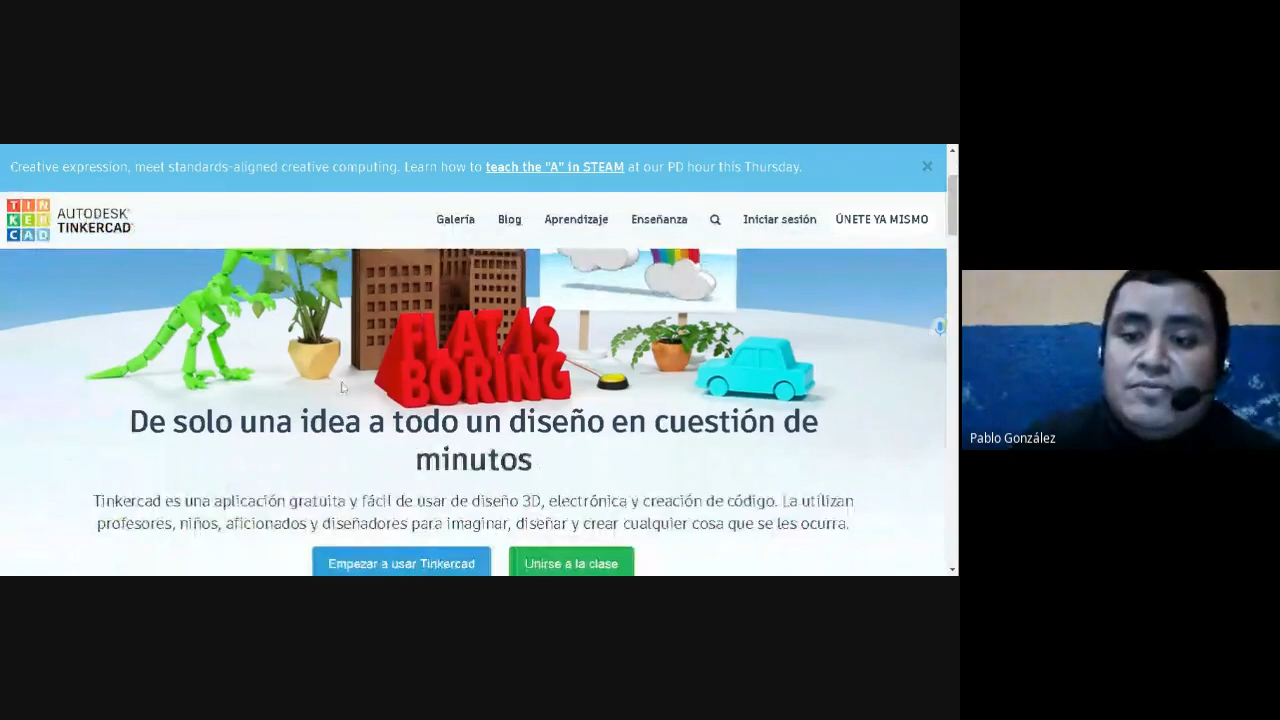 Creative expression, meet standards-aligned creative computing. Learn how to teach the "A" in STEAM at our PD hour this Thursday.
TIN
KER
CAD
AUTODESK®
TINKERCAD®
Galería Blog Aprendizaje Enseñanza Iniciar sesión ÚNETE YA MISMO
FLAT IS
BORING
De solo una idea a todo un diseño en cuestión de
minutos
Tinkercad es una aplicación gratuita y fácil de usar de diseño 3D, electrónica y creación de código. La utilizan
profesores, niños, aficionados y diseñadores para imaginar, diseñar y crear cualquier cosa que se les ocurra.
Empezar a usar Tinkercad Unirse a la clase
Pablo González